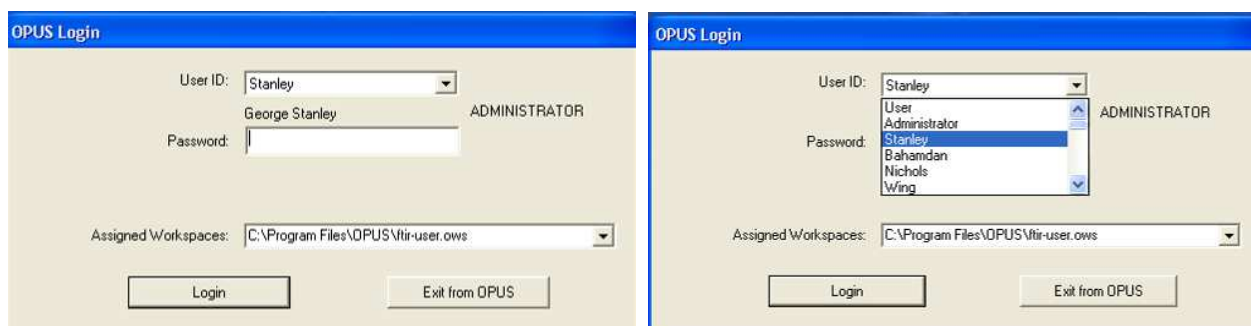 OPUS Login
User ID: Stanley
George Stanley ADMINISTRATOR
Password:
Assigned Workspaces: C:\Program Files\OPUS\ftir-user.ows
Login Exit from OPUS
OPUS Login
User ID: Stanley
User
Administrator ADMINISTRATOR
Password: Stanley
Bahamdan
Nichols
Wing
Assigned Workspaces: C:\Program Files\OPUS\ftir-user.ows
Login Exit from OPUS